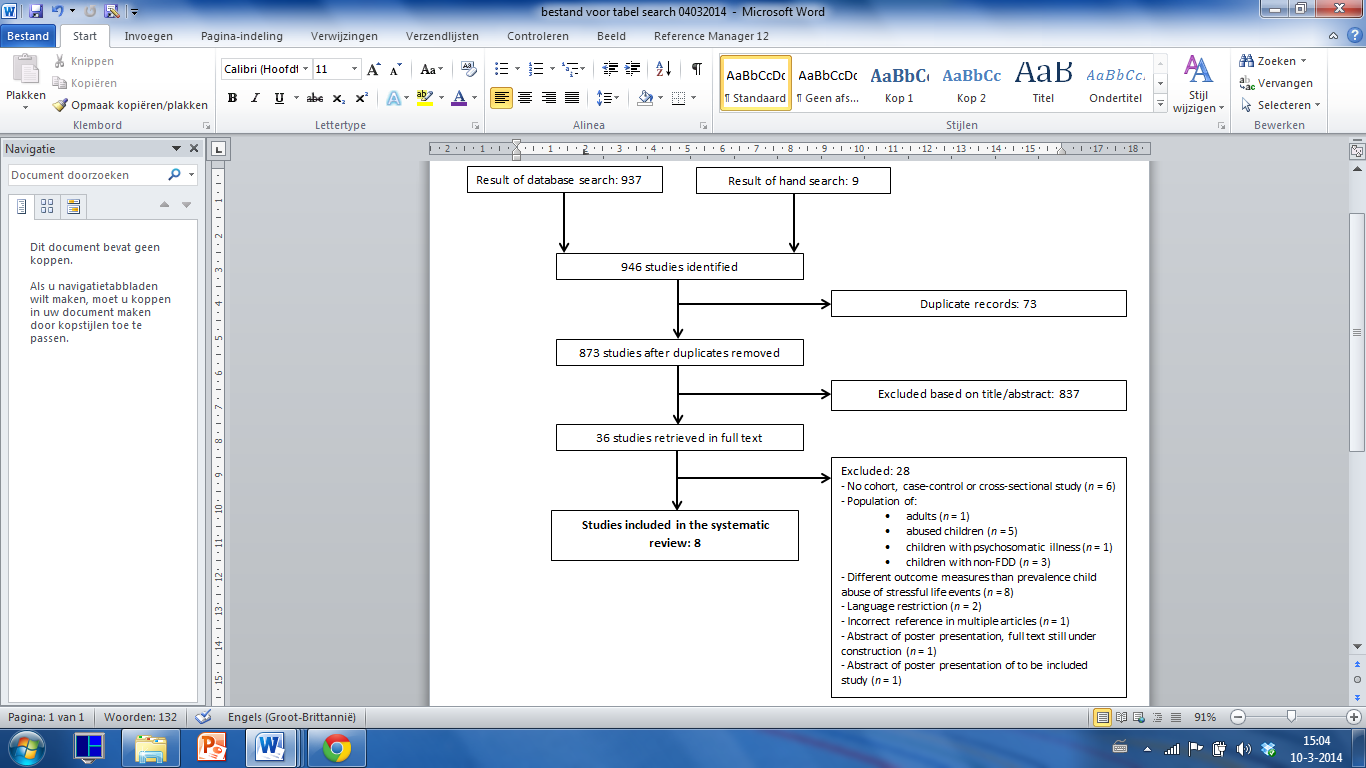 bestand voor tabel search 04032014 - Microsoft Word
Bestand
Start
Invoegen
Pagina-indeling
Verwijzingen
Verzendlijsten
Controleren
Beeld
Reference Manager 12
Plakken
Knippen
Kopiëren
Opmaak kopiëren/plakken
Klembord
Calibri (Hoofdt
11
Lettertype
Alinea
AaBbCcDc
¶ Standaard
AaBbCcDc
¶ Geen afs...
AaBbC
Kop 1
AaBbCc
Kop 2
AaB
Titel
AaBbCc.
Ondertitel
Stijl
wijzigen
Stijlen
Zoeken
Vervangen
Selecteren
Bewerken
Navigatie
Document doorzoeken
Dit document bevat geen
koppen.
Als u navigatietabbladen
wilt maken, moet u koppen
in uw document maken
door kopstijlen toe te
passen.
Result of database search: 937
Result of hand search: 9
946 studies identified
Duplicate records: 73
873 studies after duplicates removed
Excluded based on title/abstract: 837
36 studies retrieved in full text
Excluded: 28
- No cohort, case-control or cross-sectional study (n = 6)
- Population of:
• adults (n = 1)
• abused children (n = 5)
• children with psychosomatic illness (n = 1)
• children with non-FDD (n = 3)
- Different outcome measures than prevalence child
abuse of stressful life events (n = 8)
- Language restriction (n = 2)
- Incorrect reference in multiple articles (n = 1)
- Abstract of poster presentation, full text still under
construction (n = 1)
- Abstract of poster presentation of to be included
study (n = 1)
Studies included in the systematic
review: 8
Pagina: 1 van 1
Woorden: 132
Engels (Groot-Brittannië)
91%
15:04
10-3-2014